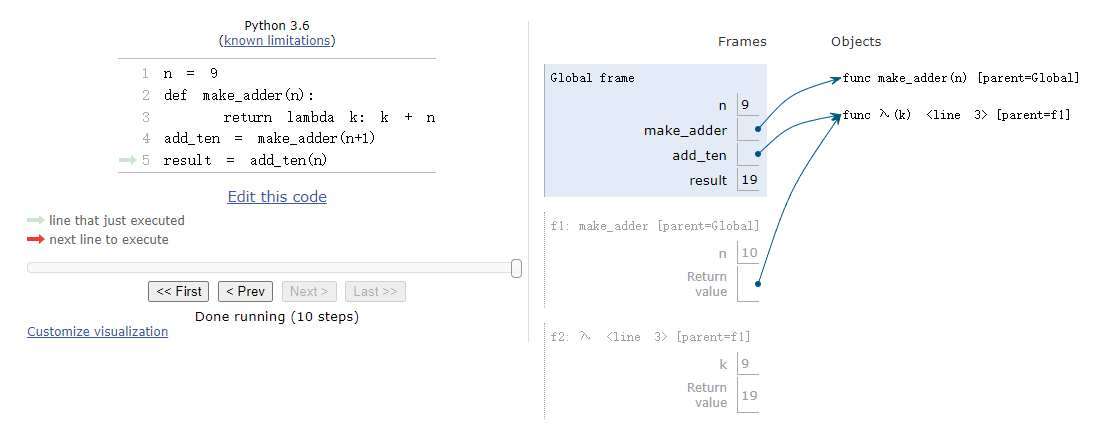 Python 3.6
(known limitations)
1 n = 9
2 def make_adder(n):
3 return lambda k: k + n
4 add_ten = make_adder(n+1)
5 result = add_ten(n)
Edit this code
line that just executed
next line to execute
<< First < Prev Next > Last >>
Done running (10 steps)
Customize visualization
Frames Objects
Global frame
n 9
make_adder
add_ten
result 19
func make_adder(n) [parent=Global]
func λ(k) <line 3> [parent=f1]
f1: make_adder [parent=Global]
n 10
Return
value
f2: λ <line 3> [parent=f1]
k 9
Return
value 19